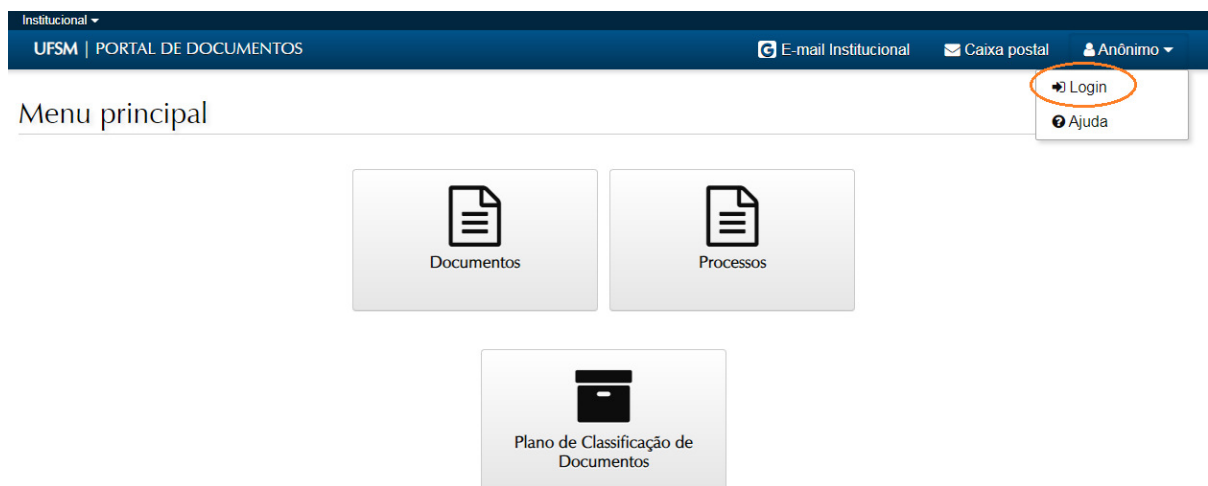 Institucional
UFSM | PORTAL DE DOCUMENTOS
E-mail Institucional
Caixa postal
Anônimo
Login
Ajuda
Menu principal
Documentos
Processos
Plano de Classificação de
Documentos